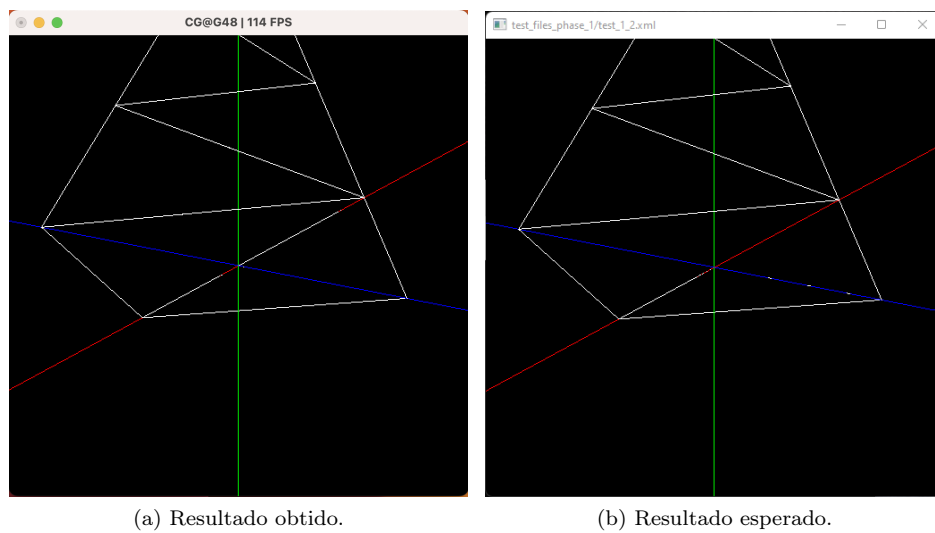 CG@G48 | 114 FPS
test_files_phase_1/test_1_2.xml
(a) Resultado obtido.
(b) Resultado esperado.